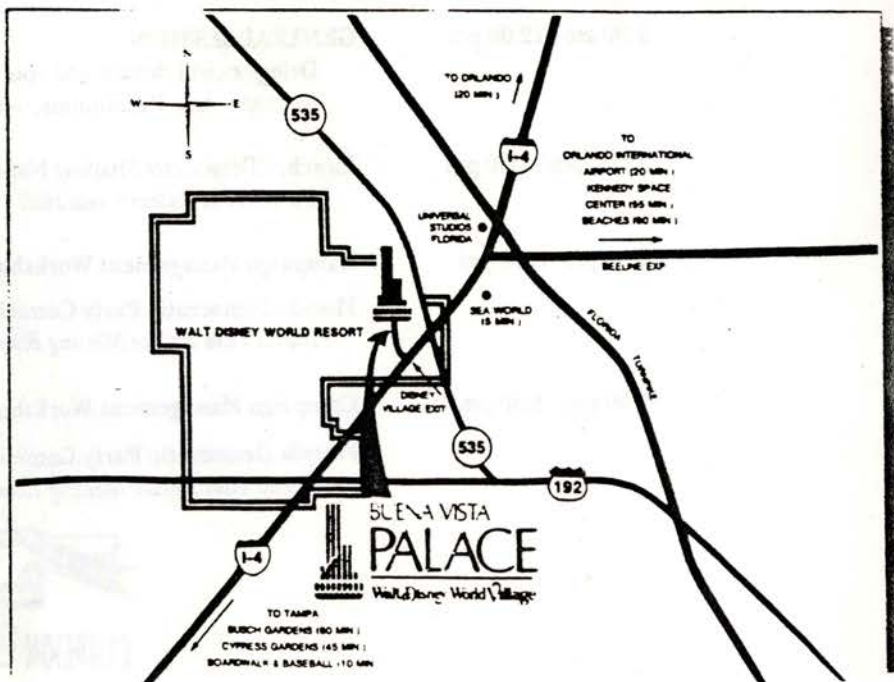 N
W E
S
535
TO ORLANDO
(20 MIN.)
I-4
TO
ORLANDO INTERNATIONAL
AIRPORT (20 MIN.)
KENNEDY SPACE
CENTER (55 MIN.)
BEACHES (60 MIN.)
UNIVERSAL
STUDIOS
FLORIDA
BEELINE EXP
SEA WORLD
(5 MIN.)
WALT DISNEY WORLD RESORT
FLORIDA TURNPIKE
DISNEY
VILLAGE EXIT
535
192
BUENA VISTA
PALACE
Walt Disney World Village
I-4
TO TAMPA
BUSCH GARDENS (60 MIN.)
CYPRESS GARDENS (45 MIN.)
BOARDWALK & BASEBALL (10 MIN